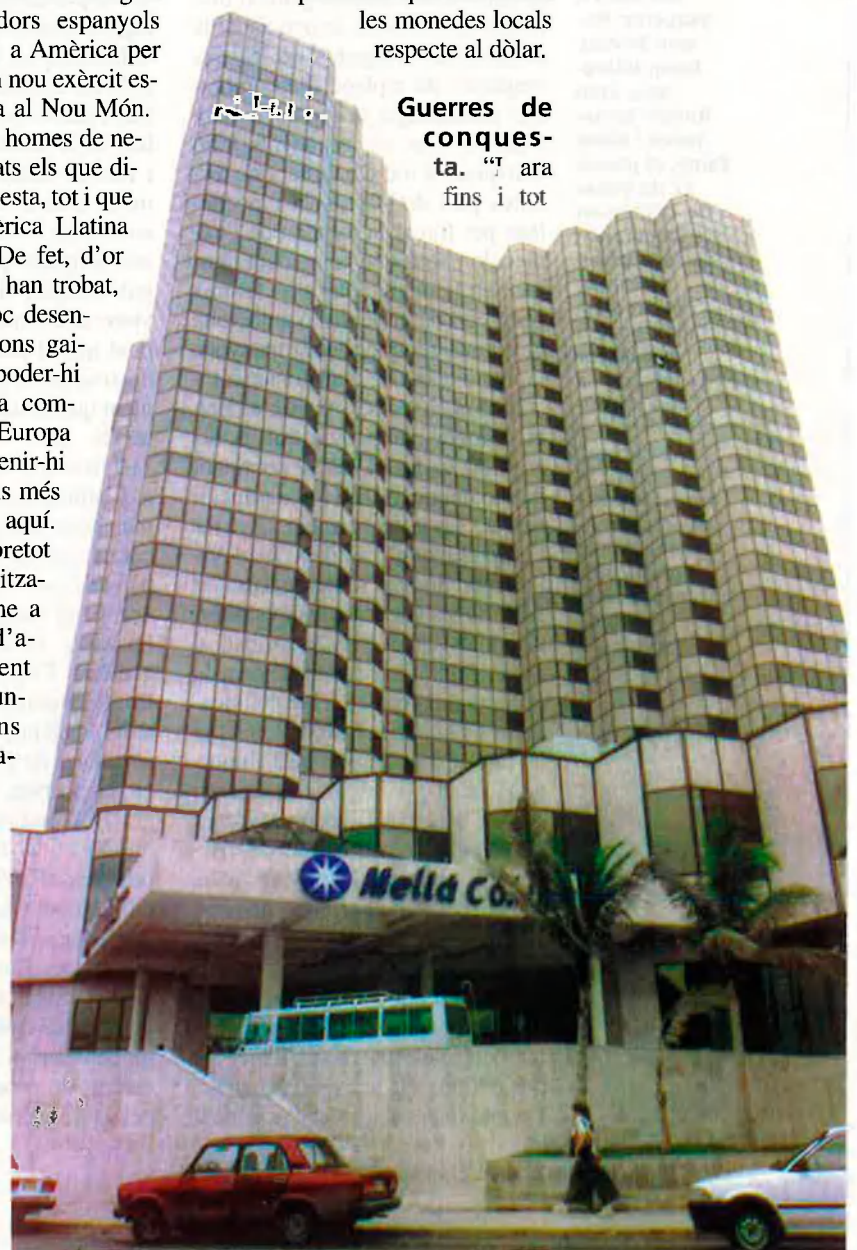 dors espanyols
a Amèrica per
nou exèrcit es-
a al Nou Món.
homes de ne-
ats els que di-
esta, tot i que
èrica Llatina
De fet, d'or
han trobat,
oc desen-
ons gai-
poder-hi
a com-
Europa
enir-hi
s més
aquí.
pretot
itza-
ne a
l'a-
ent
un-
ns
a-
les monedes locals
respecte al dòlar.
Guerres de
conques-
ta. ara
fins i tot
Meliá Co